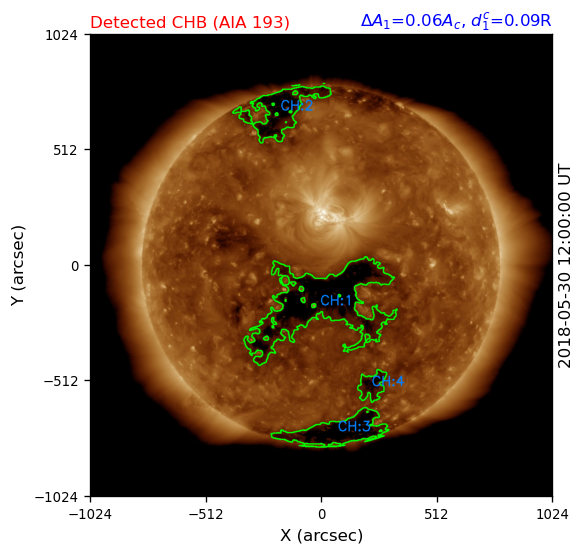 Detected CHB (AIA 193)
ΔA₁=0.06A_c, d₁ᶜ=0.09R
1024
512
0
−512
−1024
Y (arcsec)
CH:2
CH:1
CH:4
CH:3
2018-05-30 12:00:00 UT
−1024 −512 0 512 1024
X (arcsec)